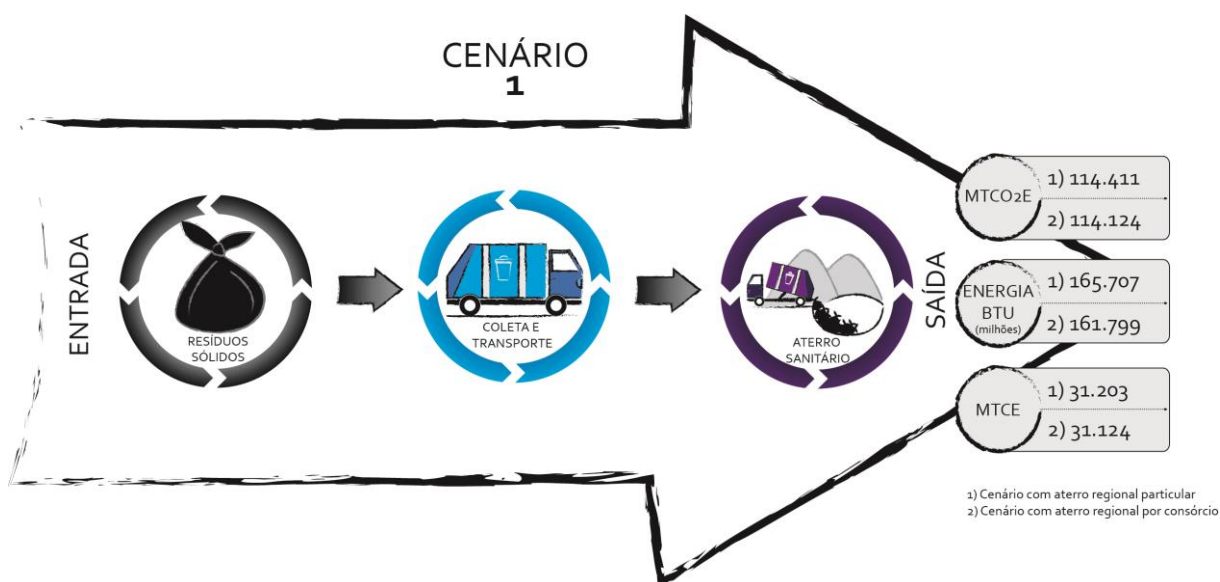 CENÁRIO
1
ENTRADA
RESÍDUOS
SÓLIDOS
COLETA E
TRANSPORTE
ATERRO
SANITÁRIO
SAÍDA
MTCO2E
1) 114.411
2) 114.124
ENERGIA
BTU
(milhões)
1) 165.707
2) 161.799
MTCE
1) 31.203
2) 31.124
1) Cenário com aterro regional particular
2) Cenário com aterro regional por consórcio